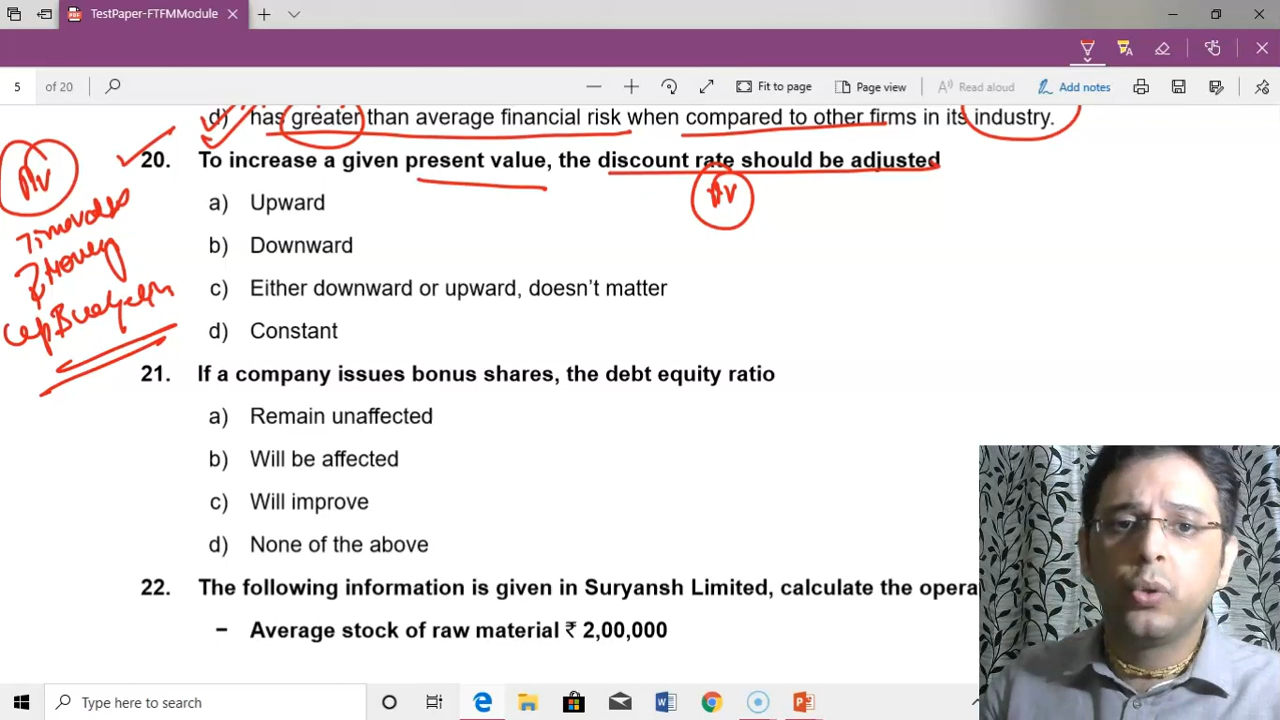 TestPaper-FTFMModule
5 of 20
Fit to page
Page view
Read aloud
Add notes
d) has greater than average financial risk when compared to other firms in its industry.
20. To increase a given present value, the discount rate should be adjusted
PV
PV
a) Upward
Money
b) Downward
c) Either downward or upward, doesn't matter
d) Constant
21. If a company issues bonus shares, the debt equity ratio
a) Remain unaffected
b) Will be affected
c) Will improve
d) None of the above
22. The following information is given in Suryansh Limited, calculate the opera
– Average stock of raw material ₹ 2,00,000
Type here to search